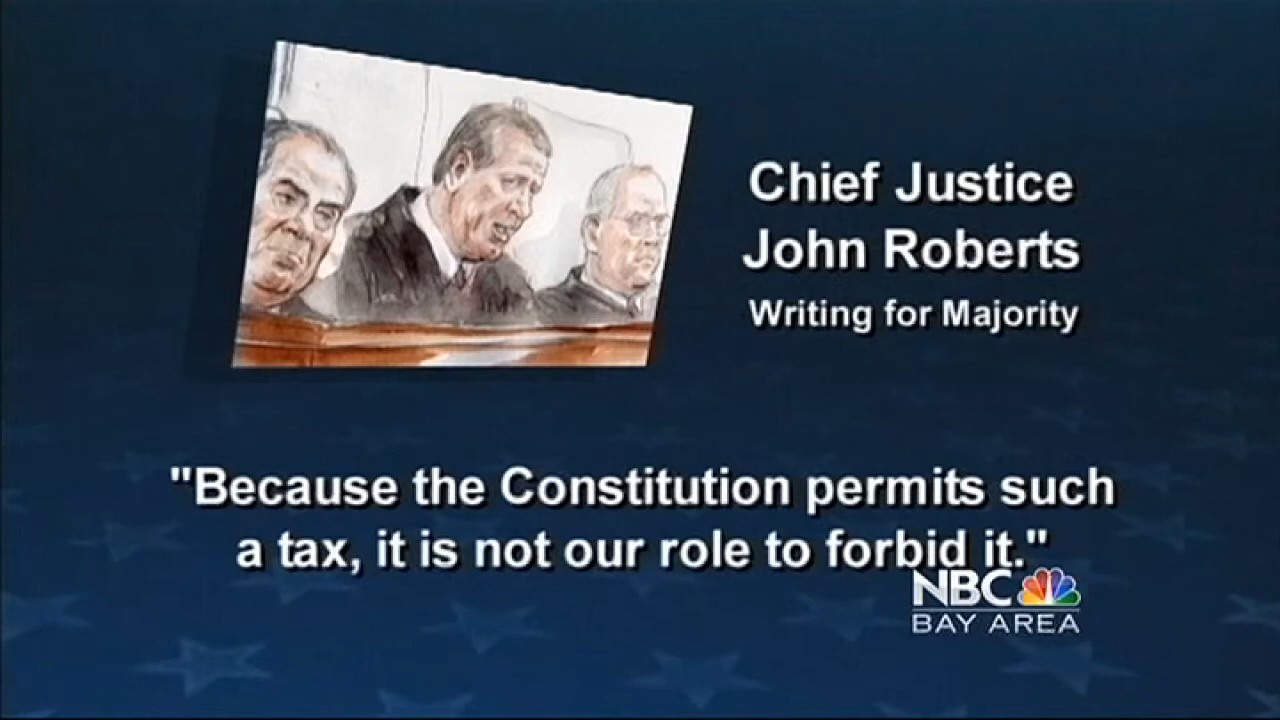 Chief Justice
John Roberts
Writing for Majority
"Because the Constitution permits such
a tax, it is not our role to forbid it."
NBC
BAY AREA